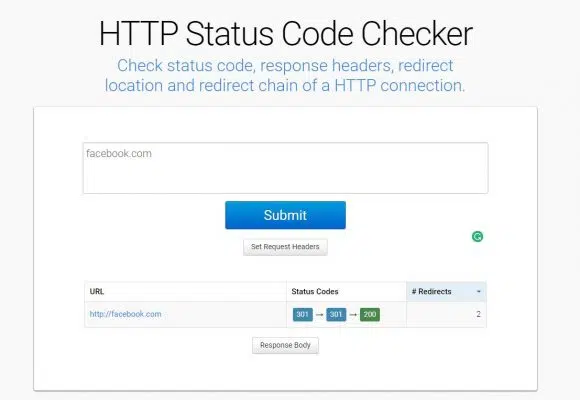 HTTP Status Code Checker
Check status code, response headers, redirect
location and redirect chain of a HTTP connection.
facebook.com
Submit
Set Request Headers
URL Status Codes # Redirects
http://facebook.com 301 → 301 → 200 2
Response Body